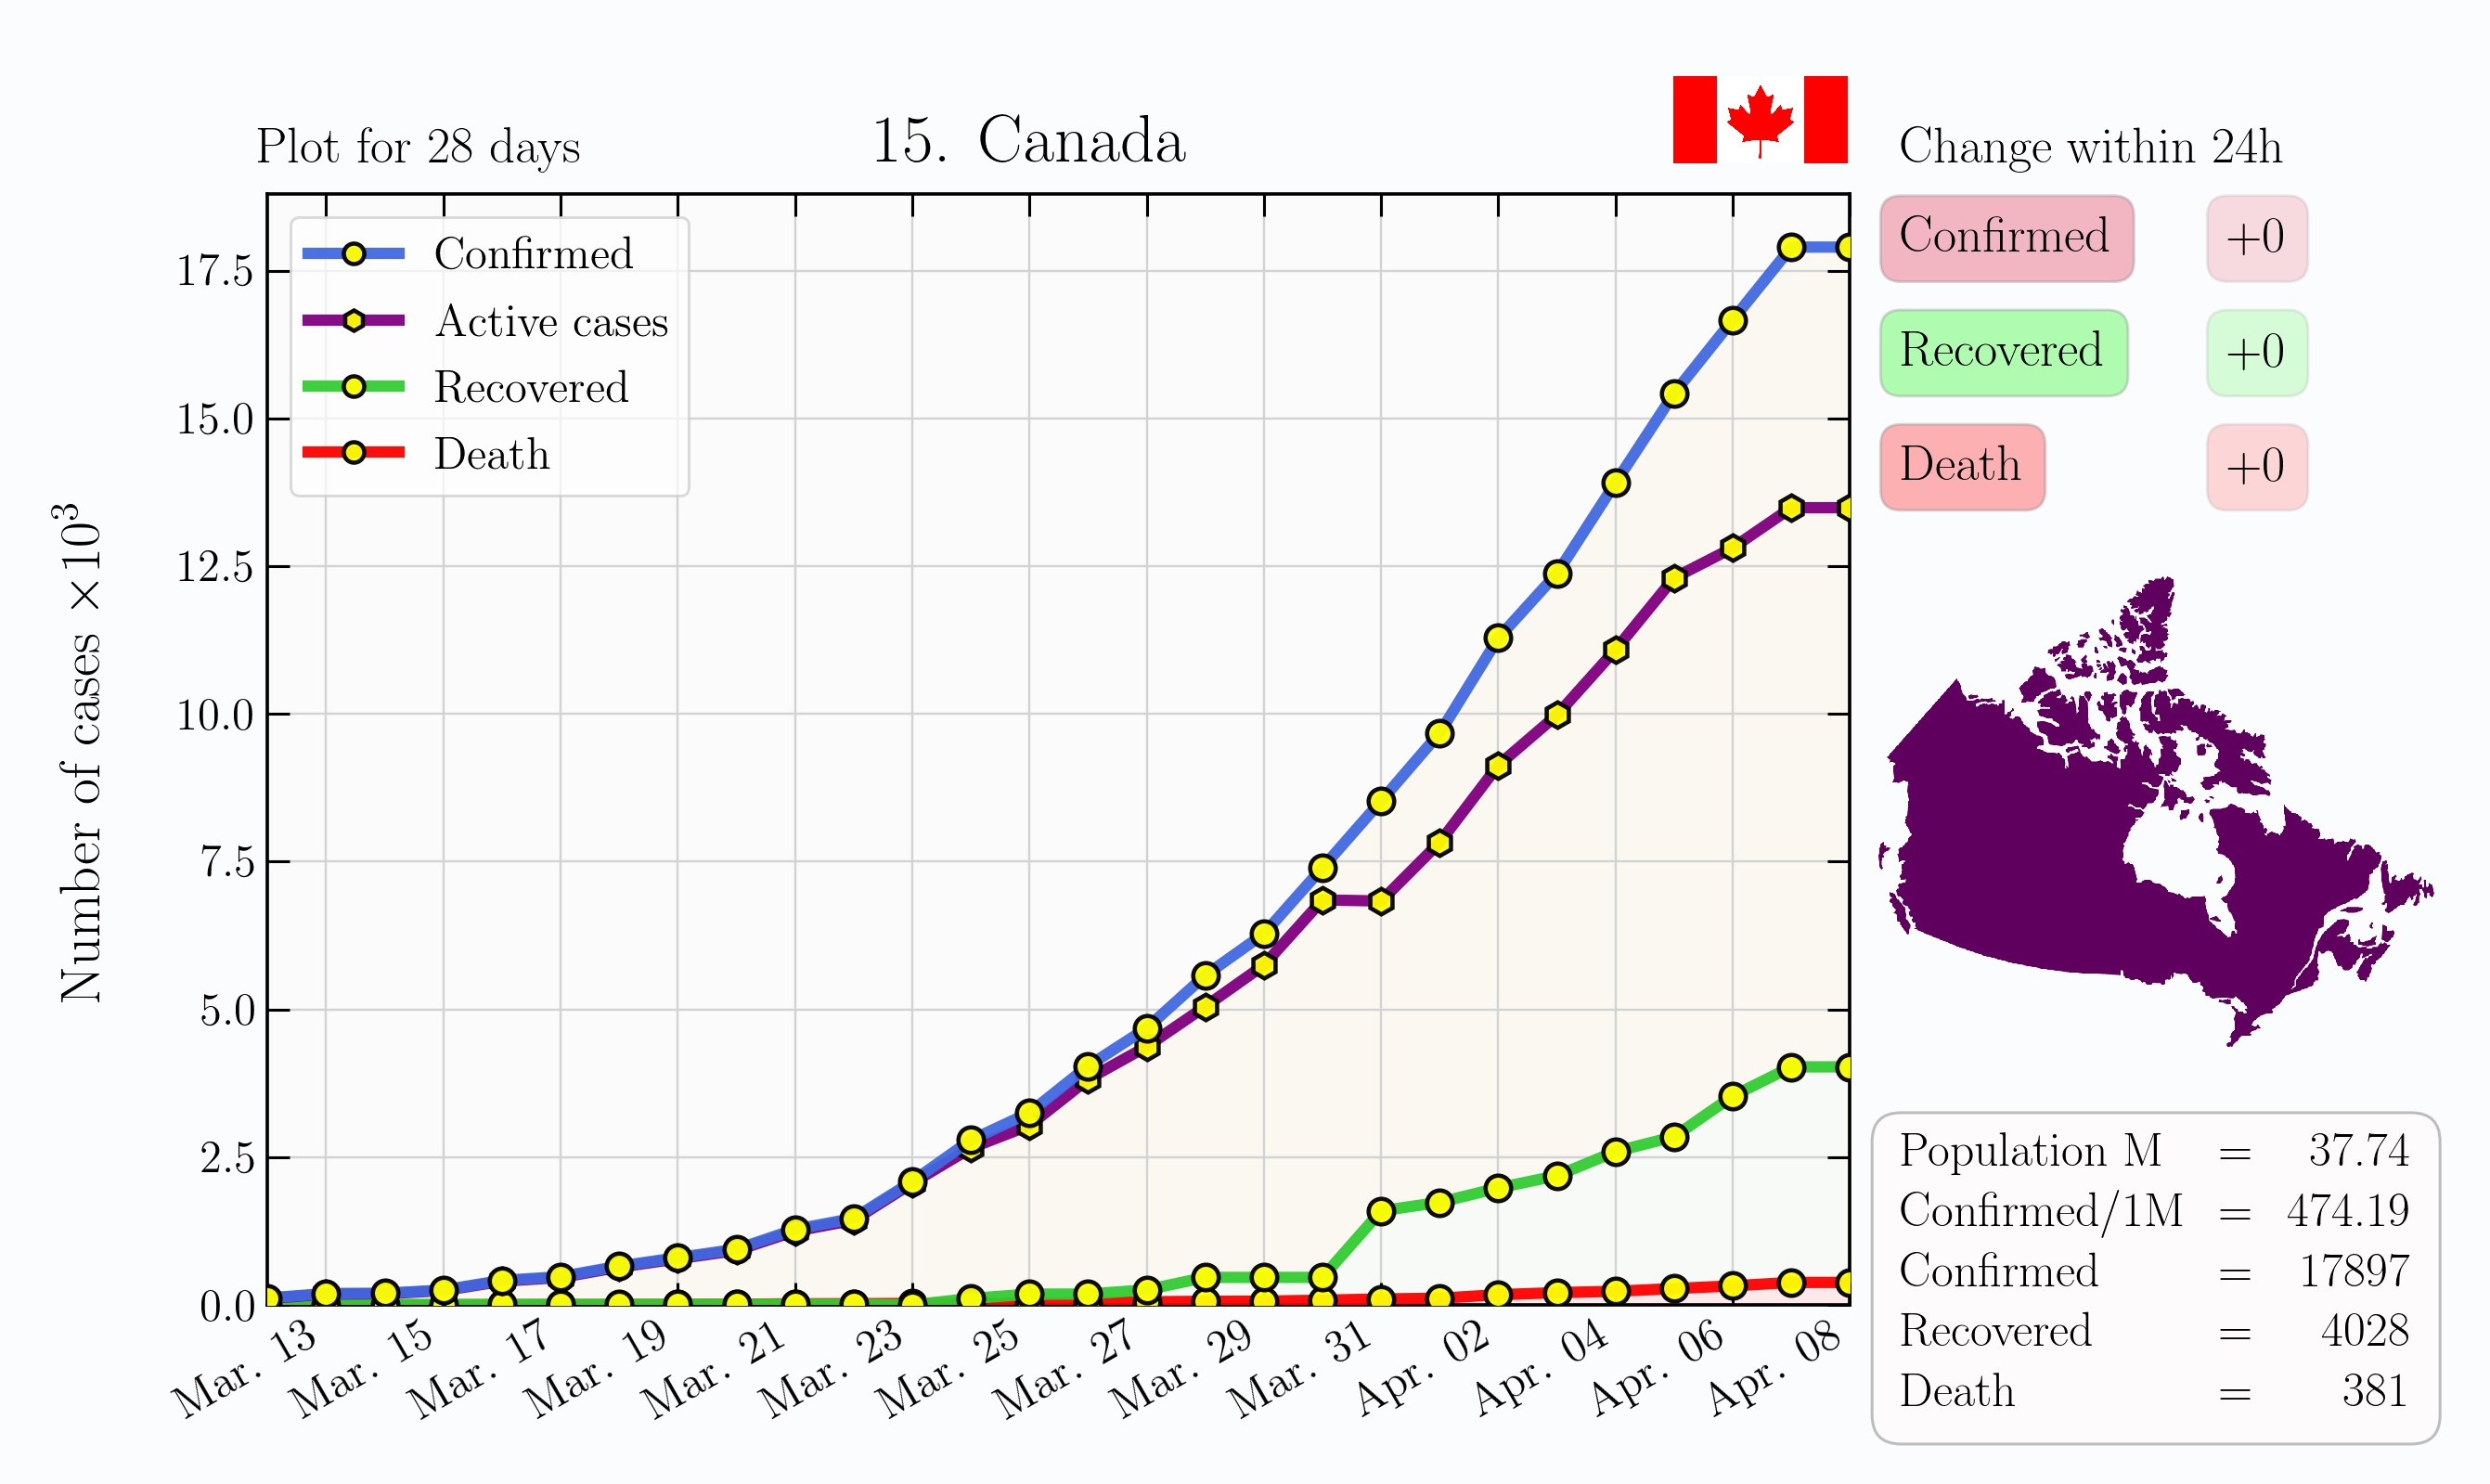 Plot for 28 days
15. Canada
Change within 24h
Confirmed +0
Recovered +0
Death +0
Confirmed
Active cases
Recovered
Death
Number of cases ×10³
17.5
15.0
12.5
10.0
7.5
5.0
2.5
0.0
Mar. 13
Mar. 15
Mar. 17
Mar. 19
Mar. 21
Mar. 23
Mar. 25
Mar. 27
Mar. 29
Mar. 31
Apr. 02
Apr. 04
Apr. 06
Apr. 08
Population M = 37.74
Confirmed/1M = 474.19
Confirmed = 17897
Recovered = 4028
Death = 381